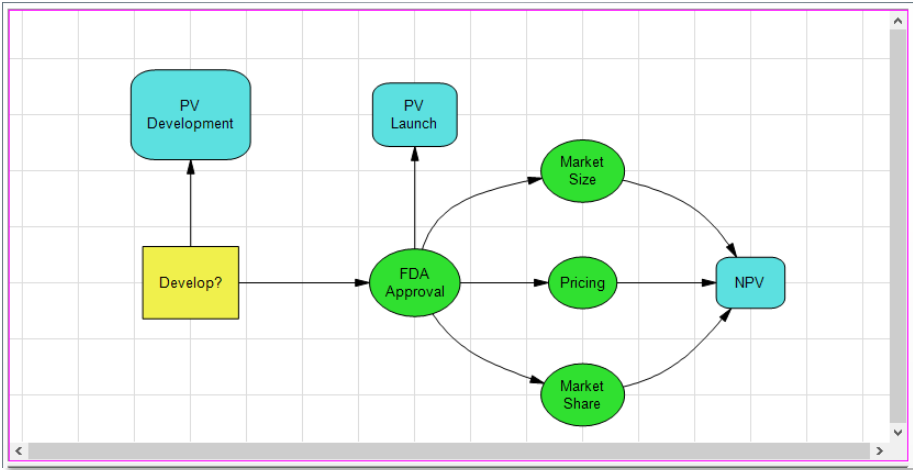 PV
Development
PV
Launch
Market
Size
Develop?
FDA
Approval
Pricing
NPV
Market
Share